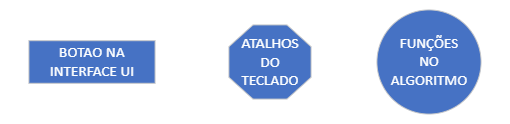 BOTAO NA
INTERFACE UI
ATALHOS
DO
TECLADO
FUNÇÕES
NO
ALGORITMO